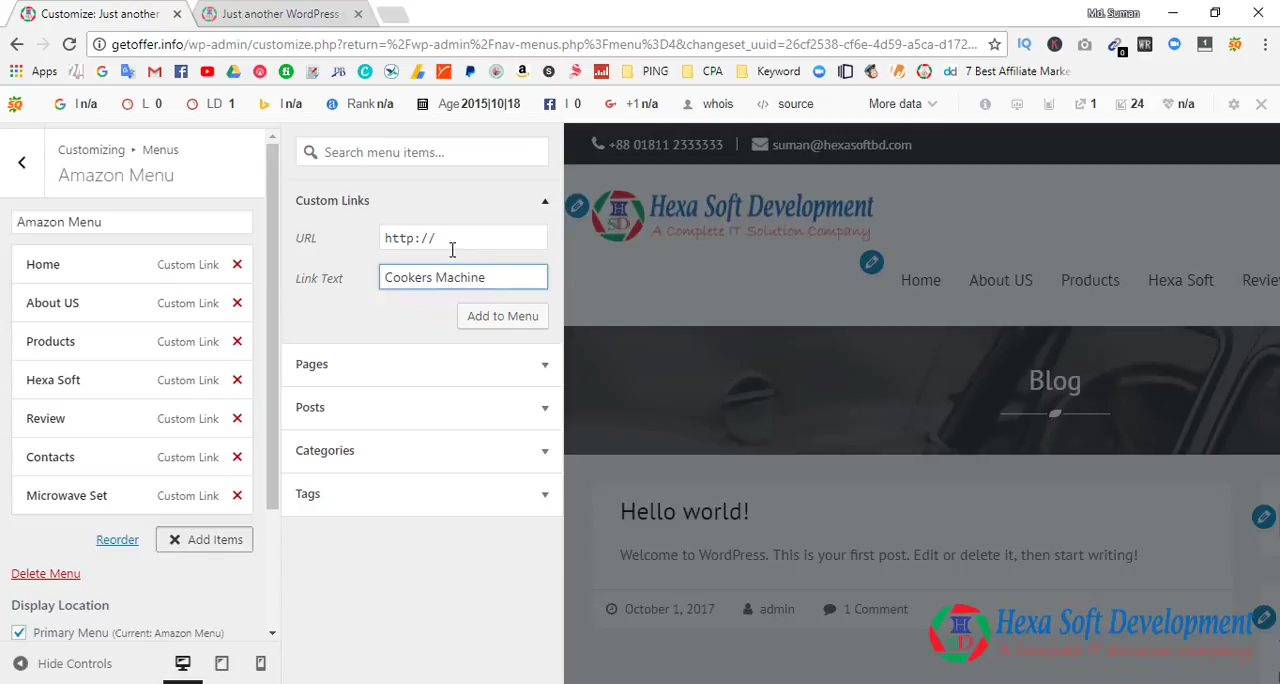 Customize: Just another
Just another WordPress
Md. Suman
getoffer.info/wp-admin/customize.php?return=%2Fwp-admin%2Fnav-menus.php%3Fmenu%3D4&changeset_uuid=26cf2538-cf6e-4d59-a5ca-d172...
Apps
PING
CPA
Keyword
7 Best Affiliate Marke
I n/a
L 0
LD 1
I n/a
Rank n/a
Age 2015|10|18
I 0
+1 n/a
whois
source
More data
1
24
n/a
Customizing ▸ Menus
Amazon Menu
Amazon Menu
Home Custom Link
About US Custom Link
Products Custom Link
Hexa Soft Custom Link
Review Custom Link
Contacts Custom Link
Microwave Set Custom Link
Reorder
Add Items
Delete Menu
Display Location
Primary Menu (Current: Amazon Menu)
Hide Controls
Search menu items...
Custom Links
URL http://
Link Text Cookers Machine
Add to Menu
Pages
Posts
Categories
Tags
+88 01811 2333333 | suman@hexasoftbd.com
Hexa Soft Development
A Complete IT Solution Company
Home About US Products Hexa Soft Revie
Blog
Hello world!
Welcome to WordPress. This is your first post. Edit or delete it, then start writing!
October 1, 2017 admin 1 Comment
Hexa Soft Development
A Complete IT Solution Company